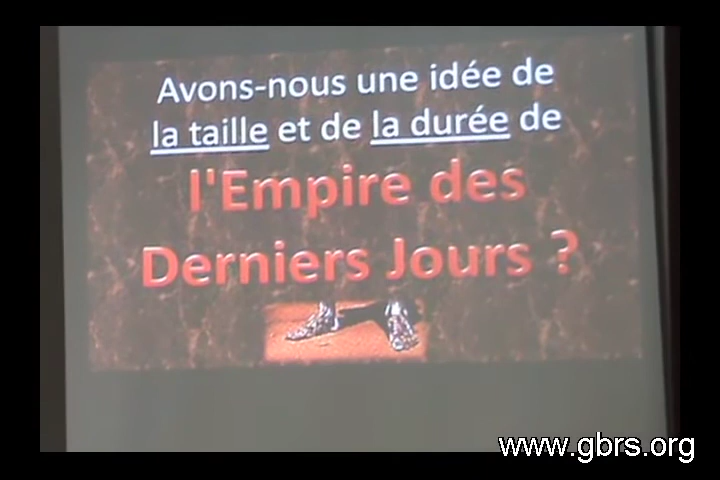 Avons-nous une idée de
la taille et de la durée de
l'Empire des
Derniers Jours ?
www.gbrs.org